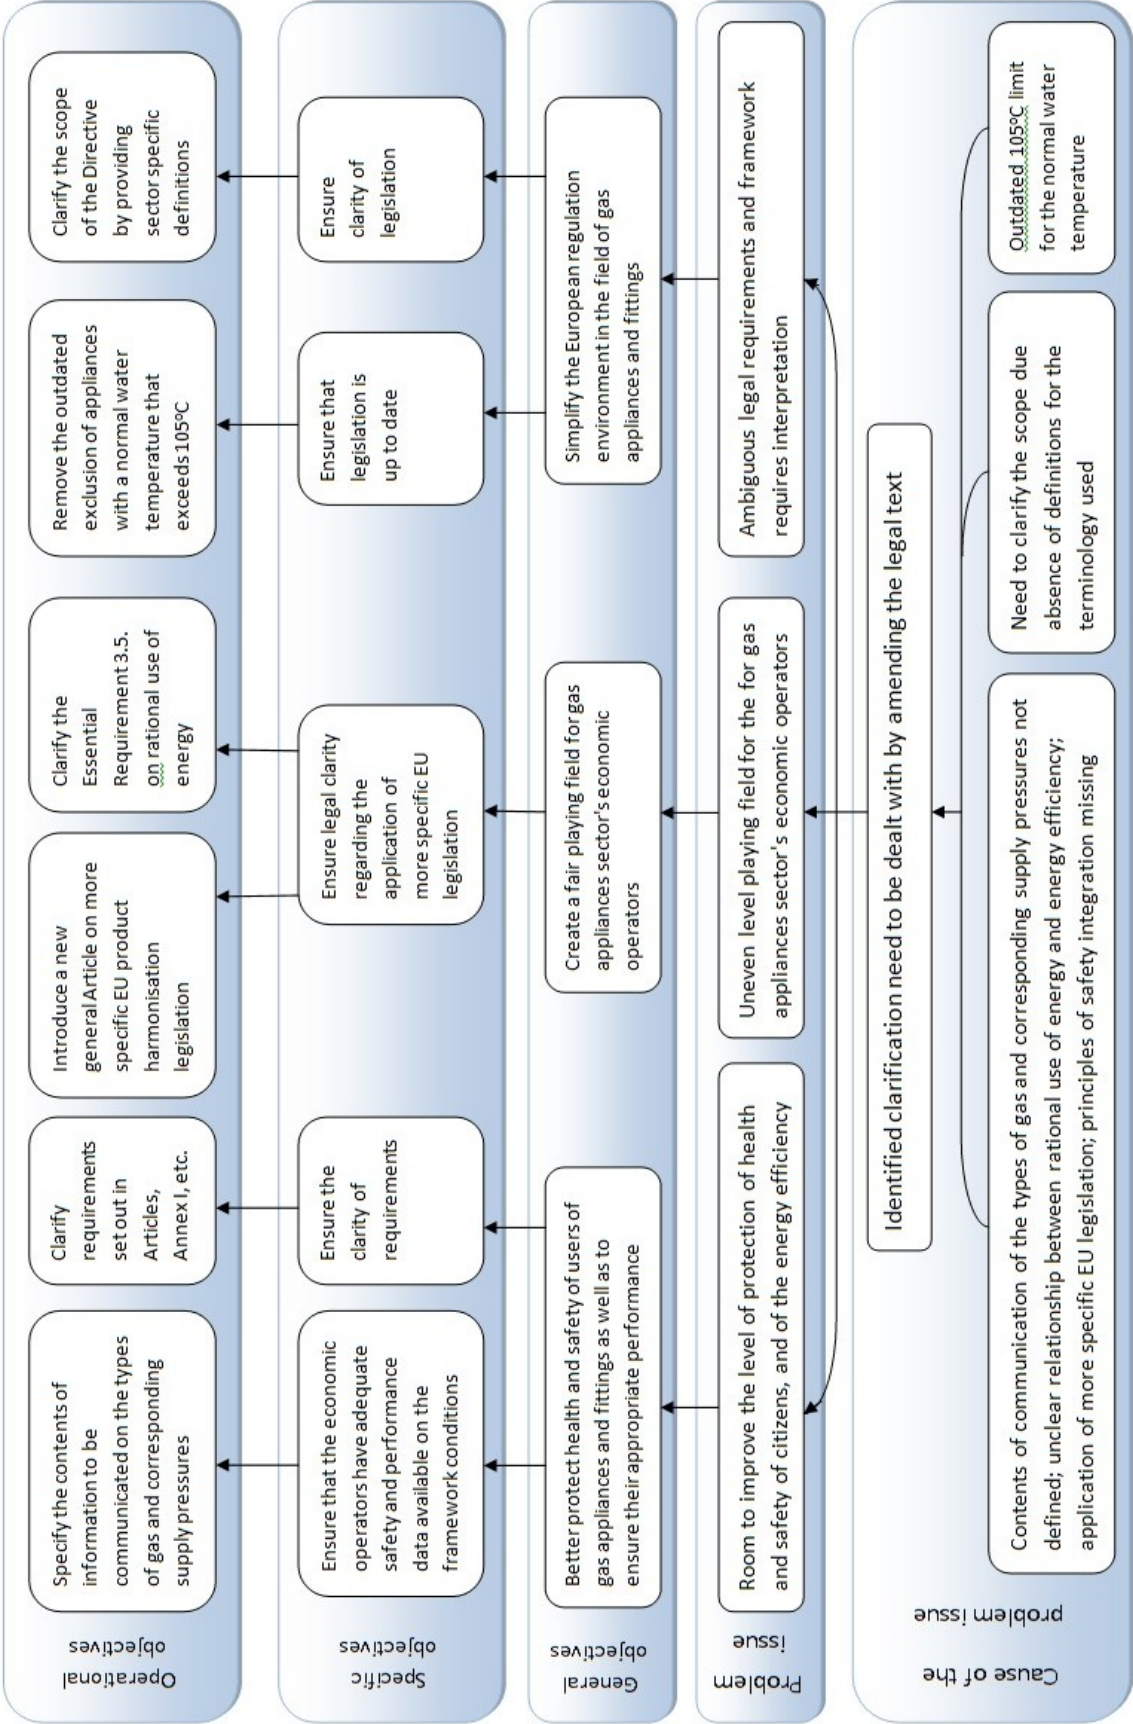 Operational
objectives
Specify the contents of
information to be
communicated on the types
of gas and corresponding
supply pressures
Clarify
requirements
set out in
Articles,
Annex I, etc.
Introduce a new
general Article on more
specific EU product
harmonisation
legislation
Clarify the
Essential
Requirement 3.5.
on rational use of
energy
Remove the outdated
exclusion of appliances
with a normal water
temperature that
exceeds 105ºC
Clarify the scope
of the Directive
by providing
sector specific
definitions
Specific
objectives
Ensure that the economic
operators have adequate
safety and performance
data available on the
framework conditions
Ensure the
clarity of
requirements
Ensure legal clarity
regarding the
application of
more specific EU
legislation
Ensure that
legislation is
up to date
Ensure
clarity of
legislation
General
objectives
Better protect health and safety of users of
gas appliances and fittings as well as to
ensure their appropriate performance
Create a fair playing field for gas
appliances sector's economic
operators
Simplify the European regulation
environment in the field of gas
appliances and fittings
Problem
issue
Room to improve the level of protection of health
and safety of citizens, and of the energy efficiency
Uneven level playing field for the for gas
appliances sector's economic operators
Ambiguous legal requirements and framework
requires interpretation
Identified clarification need to be dealt with by amending the legal text
Cause of the
problem issue
Contents of communication of the types of gas and corresponding supply pressures not
defined; unclear relationship between rational use of energy and energy efficiency;
application of more specific EU legislation; principles of safety integration missing
Need to clarify the scope due
absence of definitions for the
terminology used
Outdated 105ºC limit
for the normal water
temperature